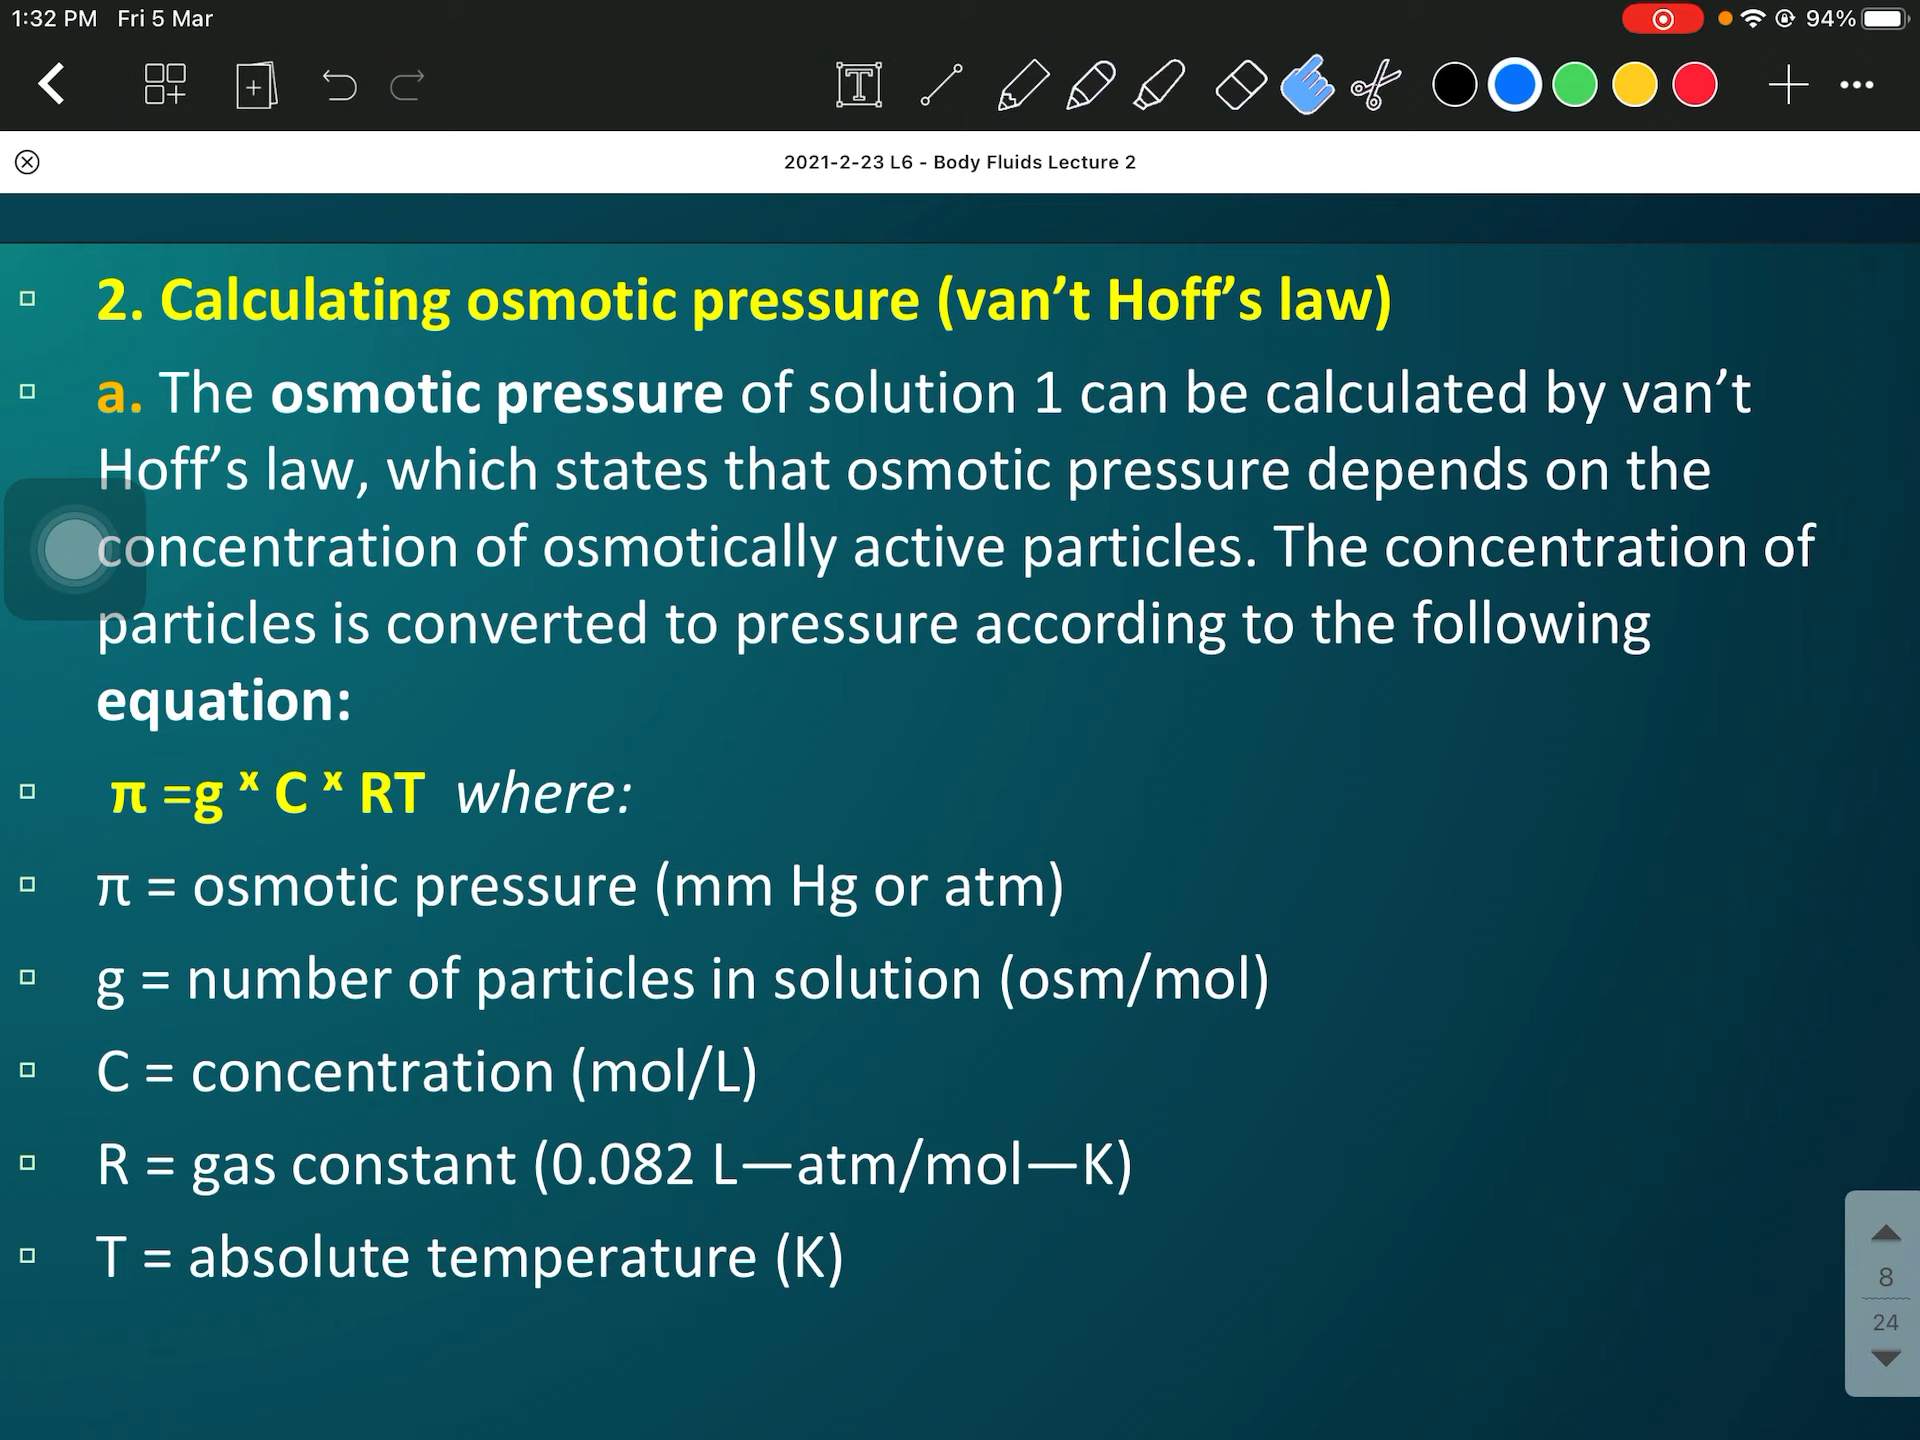 1:32 PM Fri 5 Mar 94%
T
2021-2-23 L6 - Body Fluids Lecture 2
2. Calculating osmotic pressure (van’t Hoff’s law)
a. The osmotic pressure of solution 1 can be calculated by van’t
Hoff’s law, which states that osmotic pressure depends on the
concentration of osmotically active particles. The concentration of
particles is converted to pressure according to the following
equation:
π =g ˣ C ˣ RT where:
π = osmotic pressure (mm Hg or atm)
g = number of particles in solution (osm/mol)
C = concentration (mol/L)
R = gas constant (0.082 L—atm/mol—K)
T = absolute temperature (K)
8
24